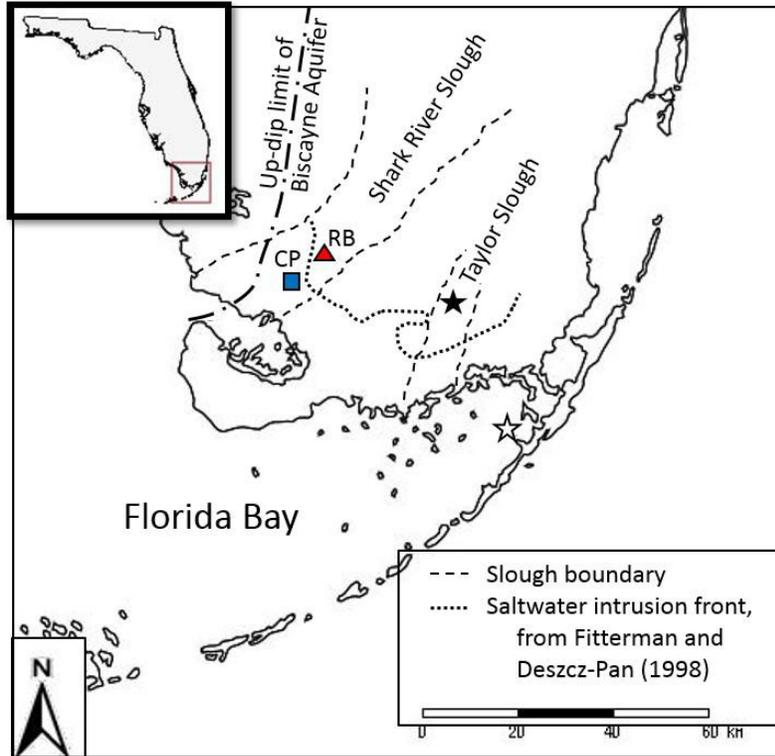 Up-dip limit of
Biscayne Aquifer
Shark River Slough
Taylor Slough
RB
CP
Florida Bay
Slough boundary
Saltwater intrusion front,
from Fitterman and
Deszcz-Pan (1998)
N
0 20 40 60 KM